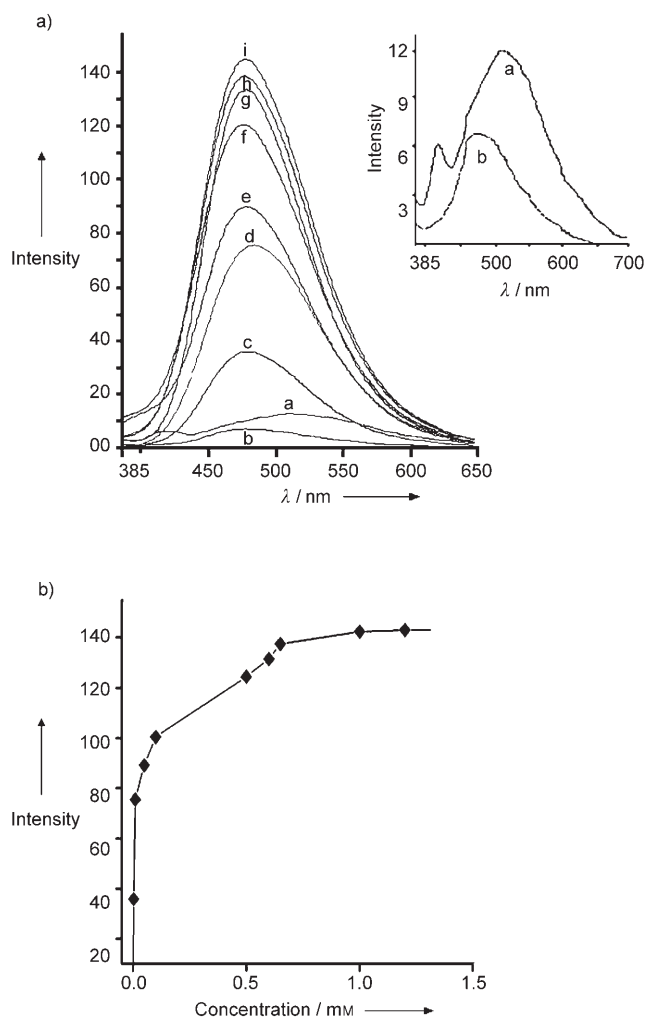 a)
140
120
100
80
60
40
20
00
Intensity
i
h
g
f
e
d
c
a
b
385 450 500 550 600 650
λ / nm
12
9
6
3
Intensity
a
b
385 500 600 700
λ / nm
b)
140
120
100
80
60
40
20
Intensity
0.0 0.5 1.0 1.5
Concentration / mM